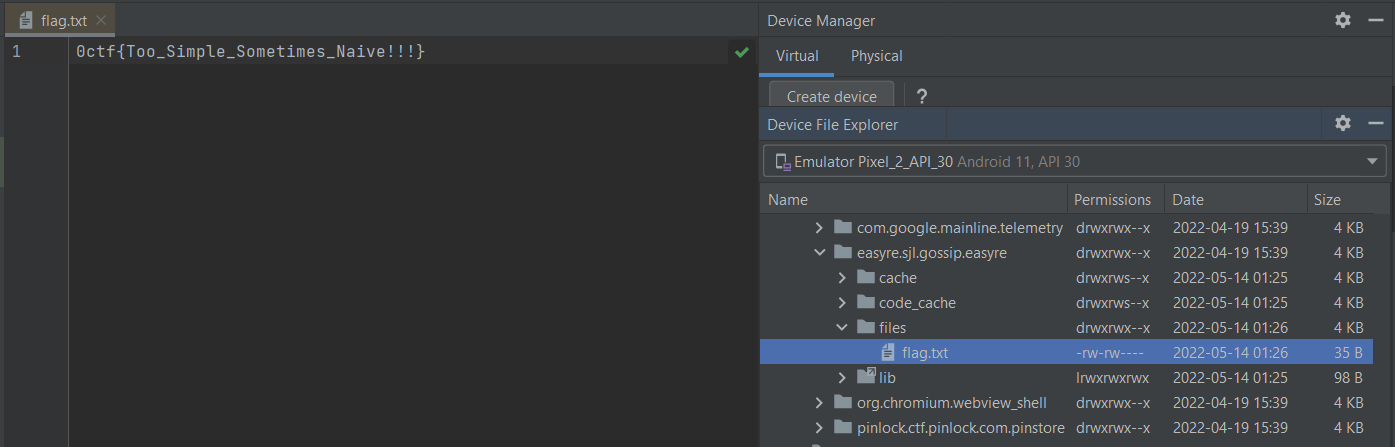 flag.txt
1 0ctf{Too_Simple_Sometimes_Naive!!!}
Device Manager
Virtual Physical
Create device ?
Device File Explorer
Emulator Pixel_2_API_30 Android 11, API 30
Name Permissions Date Size
com.google.mainline.telemetry drwxrwx--x 2022-04-19 15:39 4 KB
easyre.sjl.gossip.easyre drwxrwx--x 2022-04-19 15:39 4 KB
cache drwxrws--x 2022-05-14 01:25 4 KB
code_cache drwxrws--x 2022-05-14 01:25 4 KB
files drwxrwx--x 2022-05-14 01:26 4 KB
flag.txt -rw-rw---- 2022-05-14 01:26 35 B
lib lrwxrwxrwx 2022-05-14 01:25 98 B
org.chromium.webview_shell drwxrwx--x 2022-04-19 15:39 4 KB
pinlock.ctf.pinlock.com.pinstore drwxrwx--x 2022-04-19 15:39 4 KB